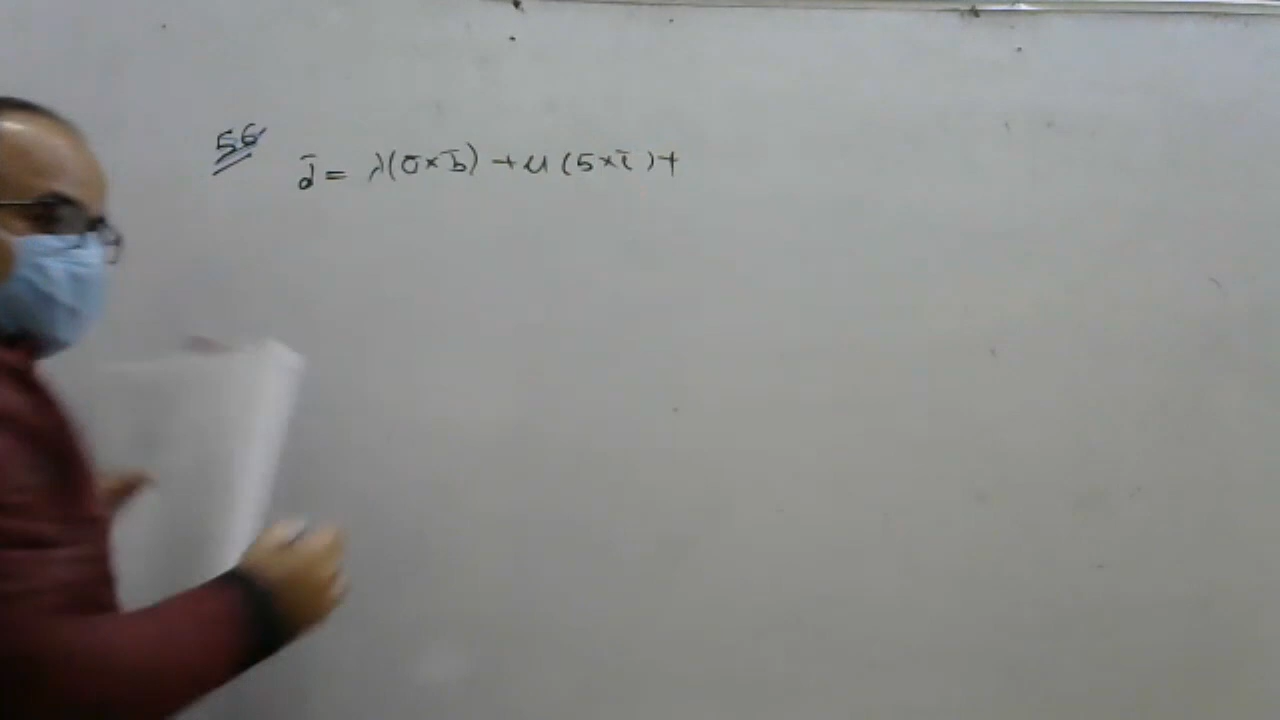 56
d̄ = λ(ā×b̄) + μ(b̄×c̄) +